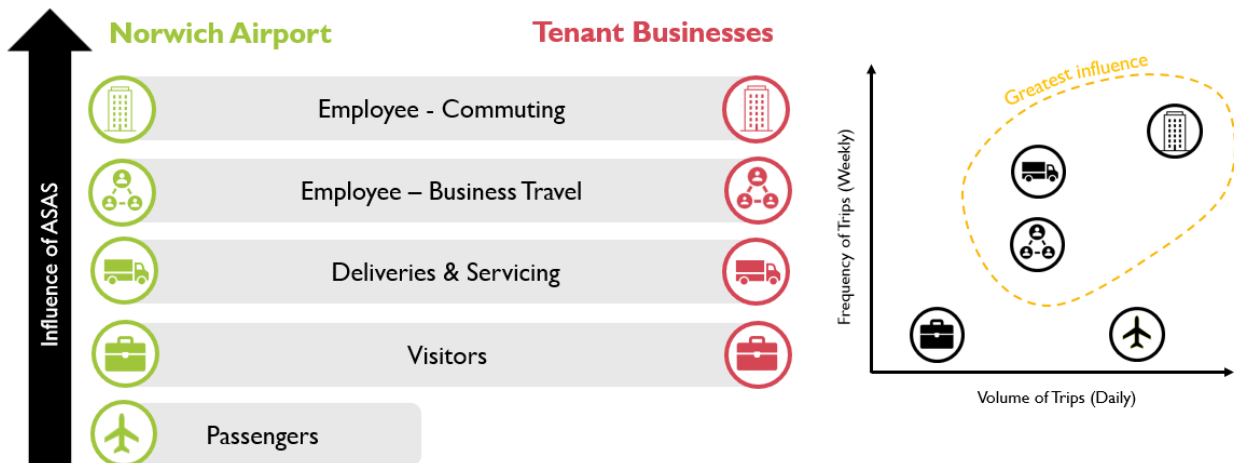 Norwich Airport
Tenant Businesses
Influence of ASAS
Employee - Commuting
Employee – Business Travel
Deliveries & Servicing
Visitors
Passengers
Greatest influence
Frequency of Trips (Weekly)
Volume of Trips (Daily)